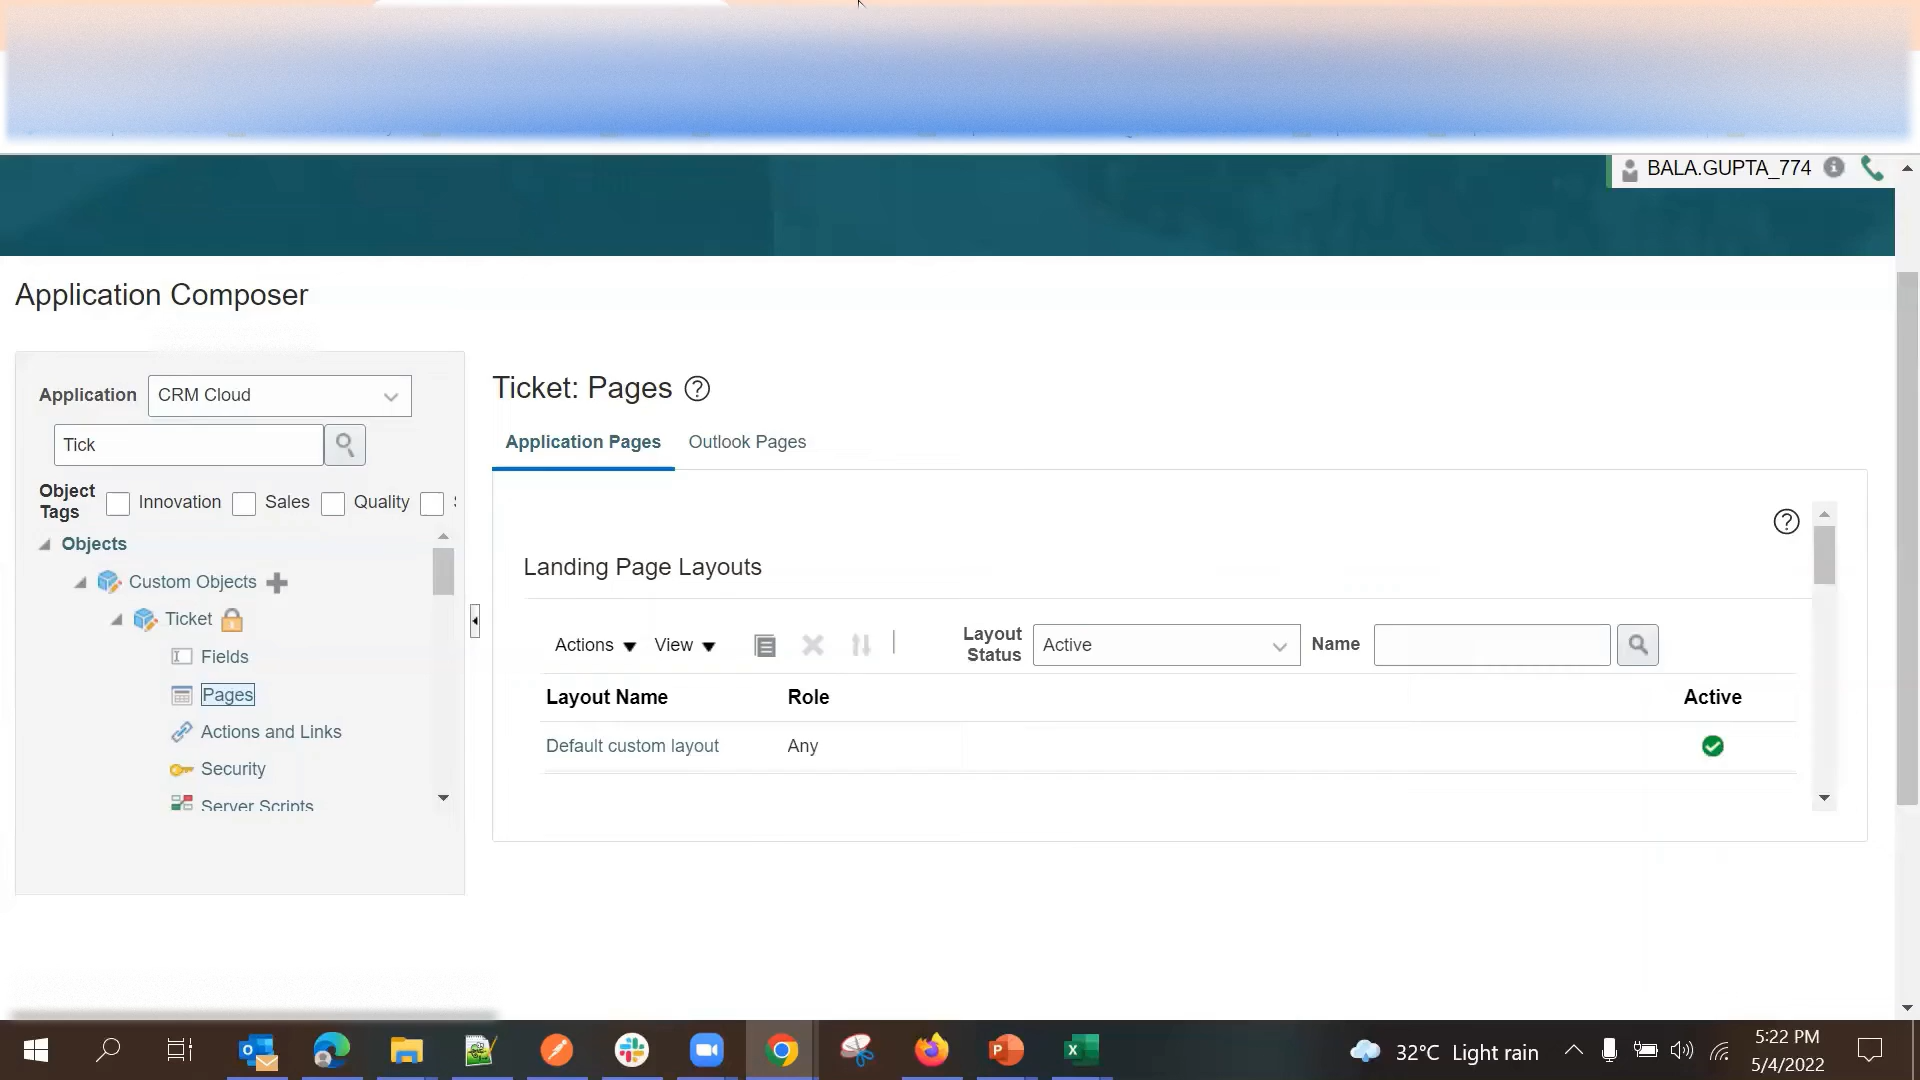 BALA.GUPTA_774
Application Composer
Application CRM Cloud
Tick
Object Tags Innovation Sales Quality
Objects
Custom Objects
Ticket
Fields
Pages
Actions and Links
Security
Server Scripts
Ticket: Pages
Application Pages Outlook Pages
Landing Page Layouts
Actions View Layout Status Active Name
Layout Name Role Active
Default custom layout Any
32°C Light rain
5:22 PM
5/4/2022